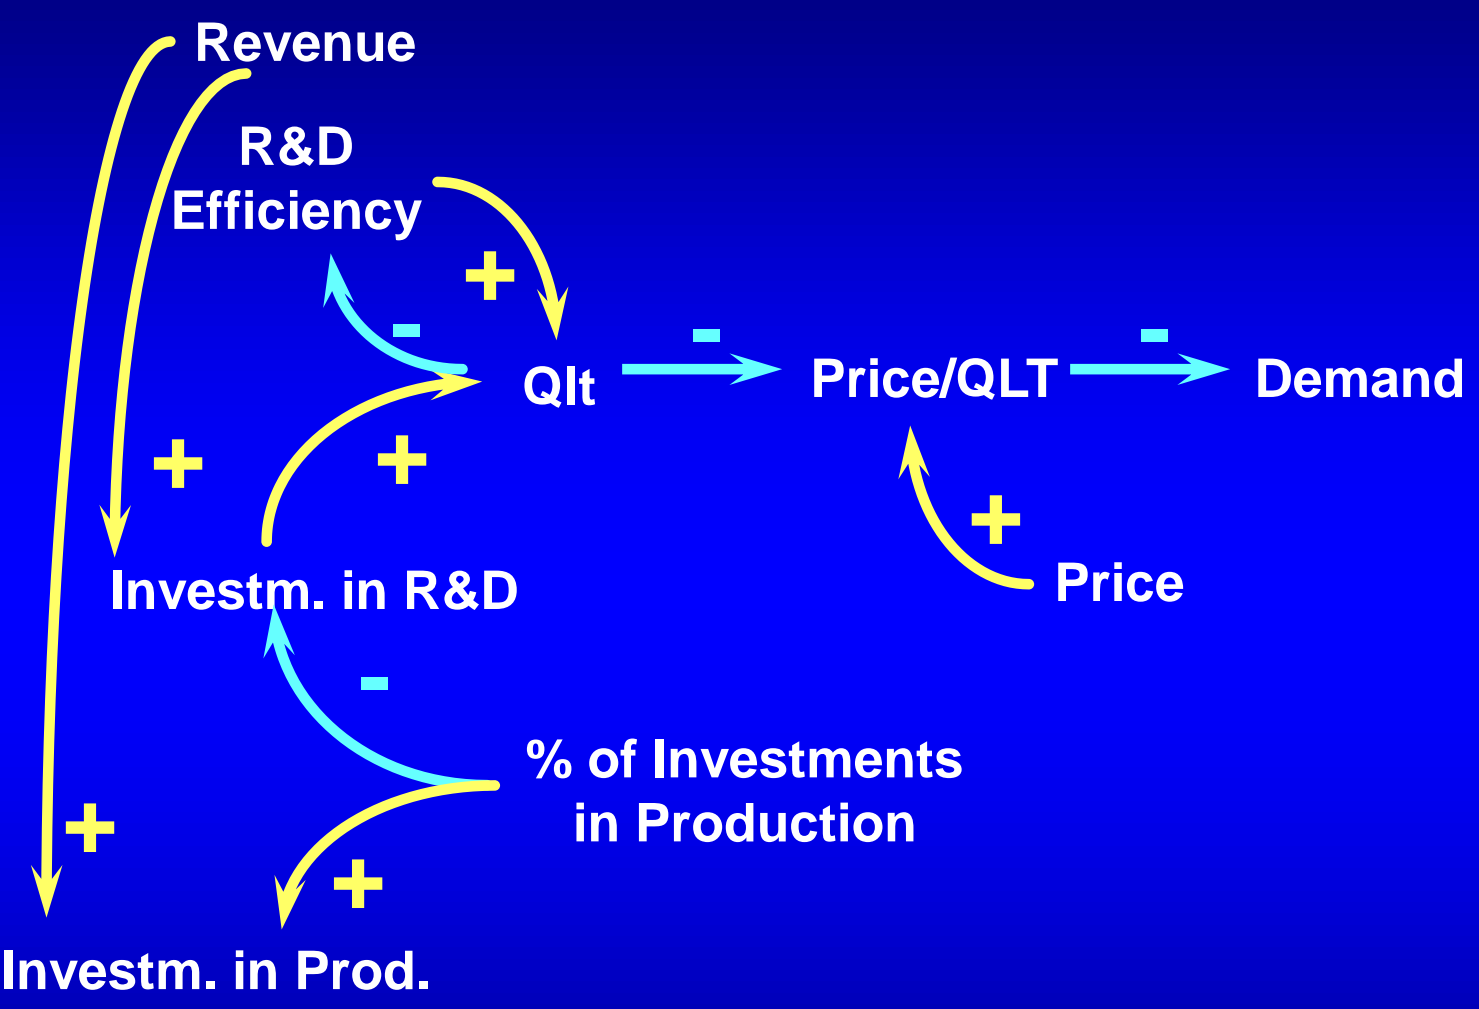 Revenue
R&D
Efficiency
+
-
-
-
Qlt
Price/QLT
Demand
+
+
+
Investm. in R&D
Price
-
% of Investments
in Production
+
+
Investm. in Prod.